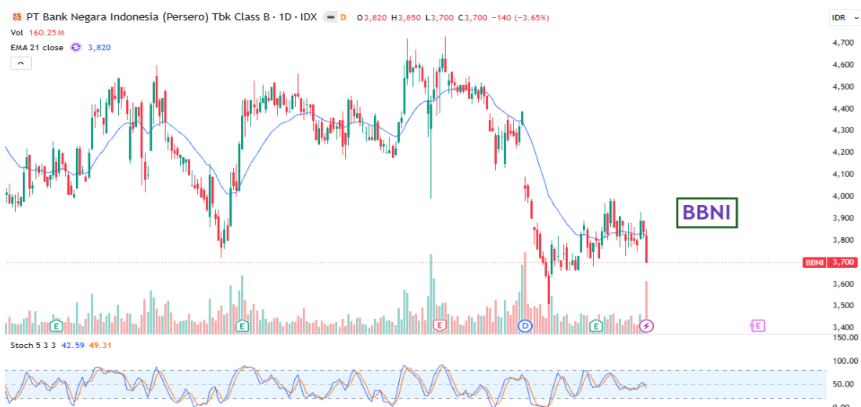 PT Bank Negara Indonesia (Persero) Tbk Class B · 1D · IDX D O3,820 H3,850 L3,700 C3,700 −140 (−3.65%)
IDR
Vol 160.25M
EMA 21 close 3,820
4,700
4,600
4,500
4,400
4,300
4,200
4,100
4,000
3,900
BBNI
3,800
BBNI 3,700
3,600
3,500
3,400
E E E D E E
150.00
Stoch 5 3 3 42.59 49.31
100.00
50.00
0.00